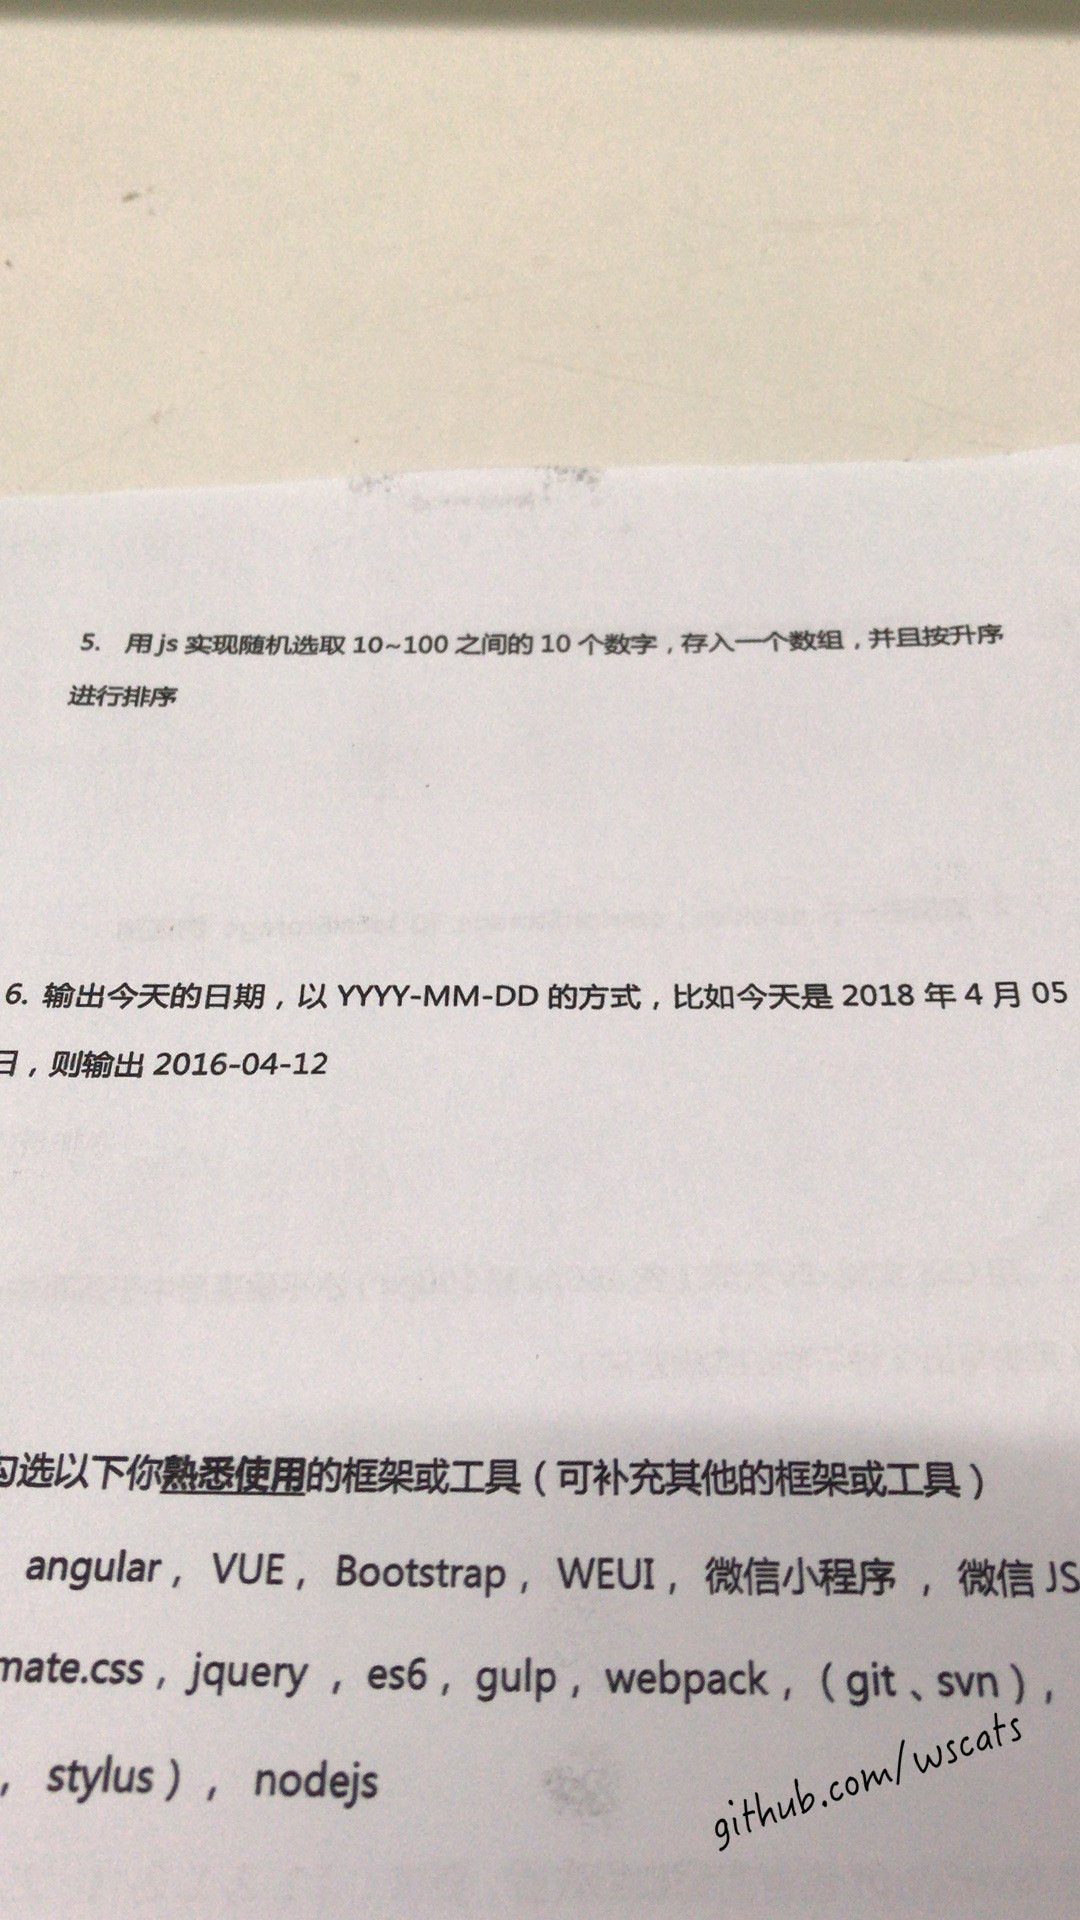 5. 用 js 实现随机选取 10~100 之间的 10 个数字，存入一个数组，并且按升序
进行排序
6. 输出今天的日期，以 YYYY-MM-DD 的方式，比如今天是 2018 年 4 月 05
日，则输出 2016-04-12
勾选以下你熟悉使用的框架或工具（可补充其他的框架或工具）
angular， VUE， Bootstrap， WEUI， 微信小程序 ， 微信 JS
mate.css，jquery ，es6，gulp，webpack，（git、svn），
， stylus）， nodejs
github.com/wscats